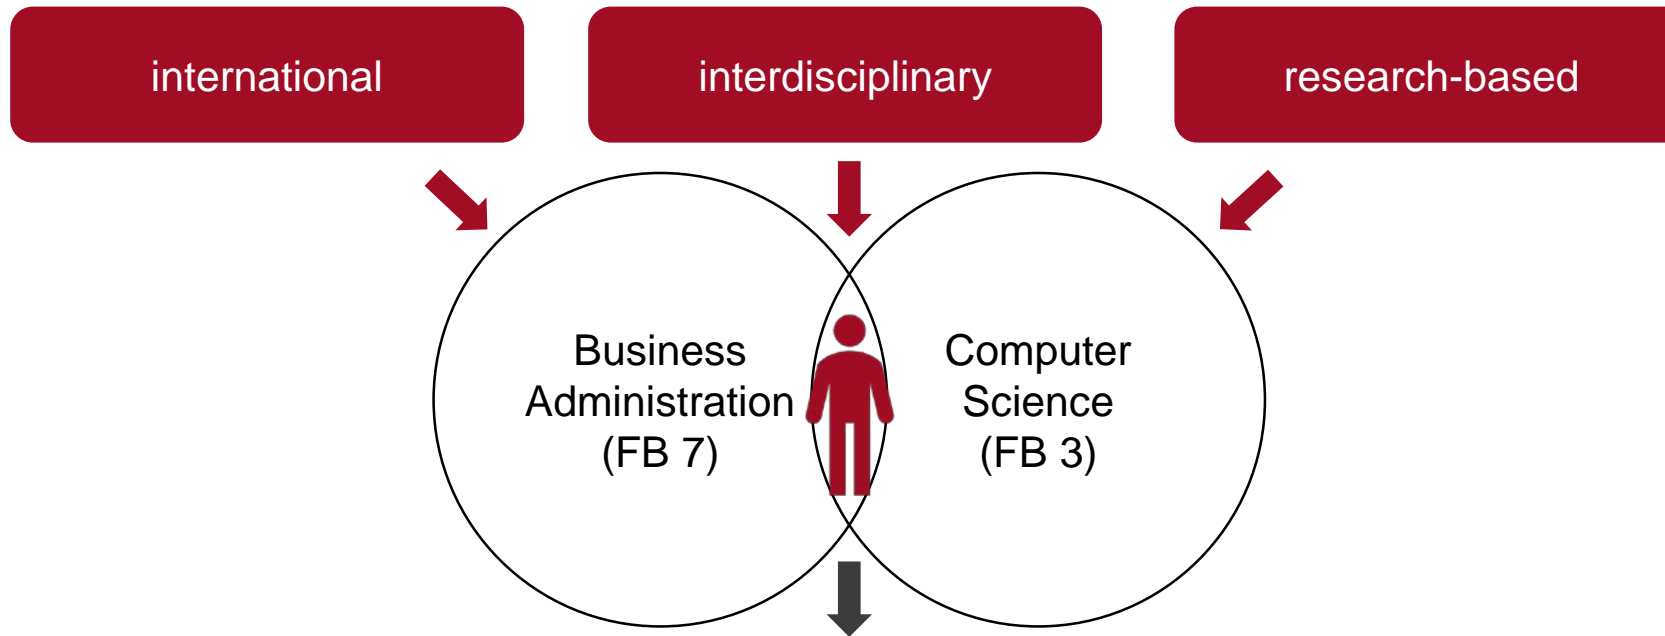 international
interdisciplinary
research-based
Business
Administration
(FB 7)
Computer
Science
(FB 3)